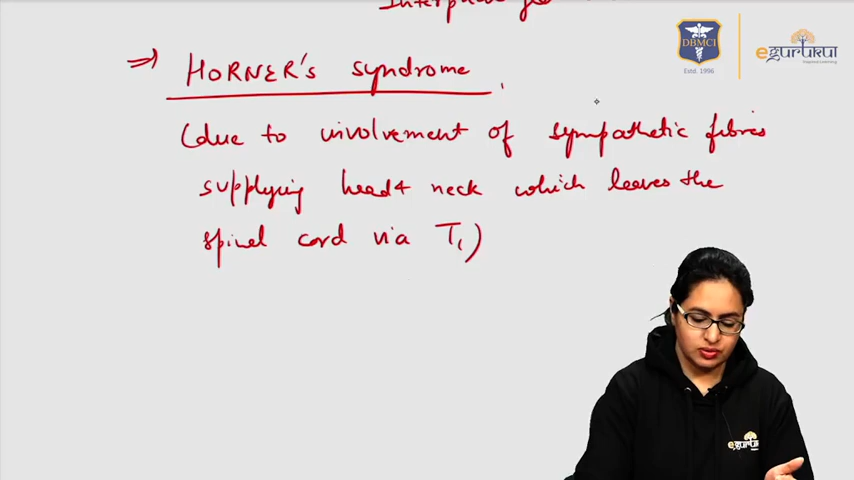 DBMCI
Estd. 1996
egurukul
⇒ HORNER's syndrome
(due to involvement of sympathetic fibres
supplying head & neck which leaves the
spinal cord via T₁)
egurukul